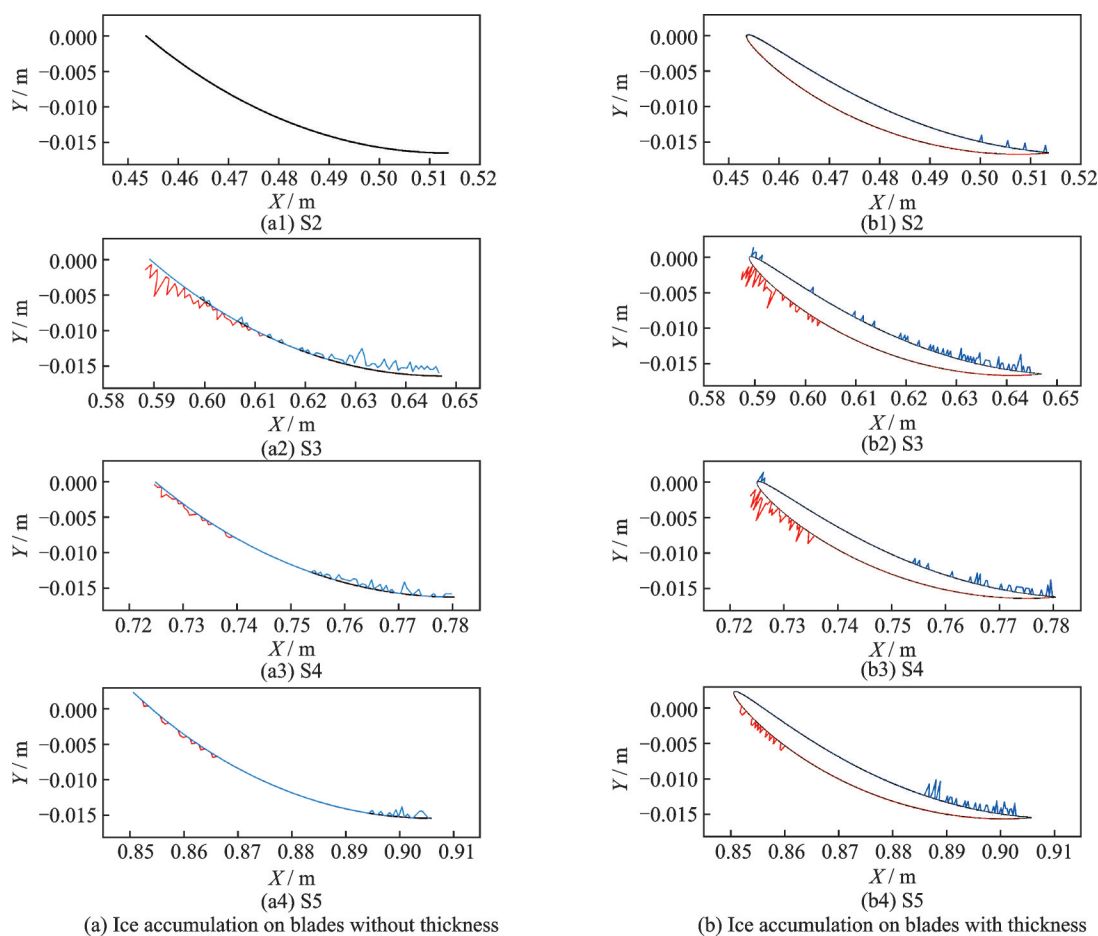 0.000
−0.005
−0.010
−0.015
Y / m
0.45 0.46 0.47 0.48 0.49 0.50 0.51 0.52
X / m
(a1) S2
0.000
−0.005
−0.010
−0.015
Y / m
0.45 0.46 0.47 0.48 0.49 0.50 0.51 0.52
X / m
(b1) S2
0.000
−0.005
−0.010
−0.015
Y / m
0.58 0.59 0.60 0.61 0.62 0.63 0.64 0.65
X / m
(a2) S3
0.000
−0.005
−0.010
−0.015
Y / m
0.58 0.59 0.60 0.61 0.62 0.63 0.64 0.65
X / m
(b2) S3
0.000
−0.005
−0.010
−0.015
Y / m
0.72 0.73 0.74 0.75 0.76 0.77 0.78
X / m
(a3) S4
0.000
−0.005
−0.010
−0.015
Y / m
0.72 0.73 0.74 0.75 0.76 0.77 0.78
X / m
(b3) S4
0.000
−0.005
−0.010
−0.015
Y / m
0.85 0.86 0.87 0.88 0.89 0.90 0.91
X / m
(a4) S5
0.000
−0.005
−0.010
−0.015
Y / m
0.85 0.86 0.87 0.88 0.89 0.90 0.91
X / m
(b4) S5
(a) Ice accumulation on blades without thickness
(b) Ice accumulation on blades with thickness